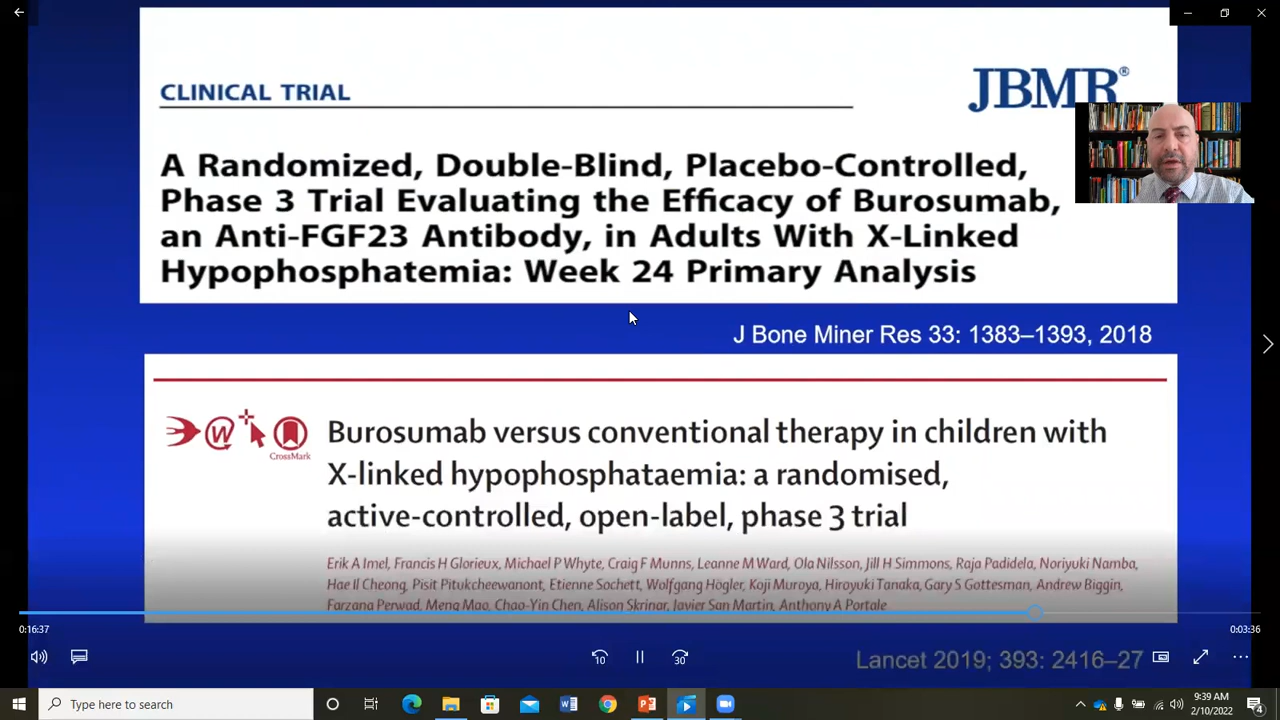 CLINICAL TRIAL
JBMR®
A Randomized, Double-Blind, Placebo-Controlled,
Phase 3 Trial Evaluating the Efficacy of Burosumab,
an Anti-FGF23 Antibody, in Adults With X-Linked
Hypophosphatemia: Week 24 Primary Analysis
J Bone Miner Res 33: 1383–1393, 2018
W
CrossMark
Burosumab versus conventional therapy in children with
X-linked hypophosphataemia: a randomised,
active-controlled, open-label, phase 3 trial
Erik A Imel, Francis H Glorieux, Michael P Whyte, Craig F Munns, Leanne M Ward, Ola Nilsson, Jill H Simmons, Raja Padidela, Noriyuki Namba,
Hae Il Cheong, Pisit Pitukcheewanont, Etienne Sochett, Wolfgang Högler, Koji Muroya, Hiroyuki Tanaka, Gary S Gottesman, Andrew Biggin,
Farzana Perwad, Meng Mao, Chao-Yin Chen, Alison Skrinar, Javier San Martin, Anthony A Portale
0:16:37
0:03:36
10
30
Lancet 2019; 393: 2416–27
Type here to search
9:39 AM
2/10/2022
4